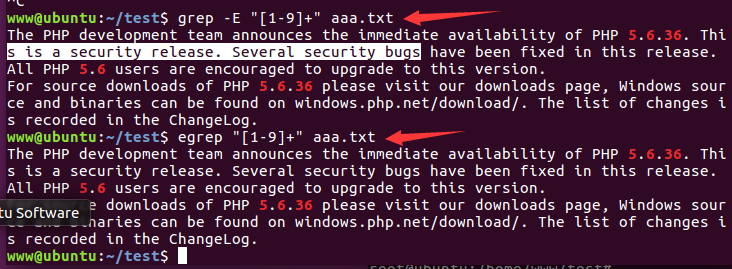 ^C
www@ubuntu:~/test$ grep -E "[1-9]+" aaa.txt
The PHP development team announces the immediate availability of PHP 5.6.36. Thi
s is a security release. Several security bugs have been fixed in this release.
All PHP 5.6 users are encouraged to upgrade to this version.
For source downloads of PHP 5.6.36 please visit our downloads page, Windows sour
ce and binaries can be found on windows.php.net/download/. The list of changes i
s recorded in the ChangeLog.
www@ubuntu:~/test$ egrep "[1-9]+" aaa.txt
The PHP development team announces the immediate availability of PHP 5.6.36. Thi
s is a security release. Several security bugs have been fixed in this release.
All PHP 5.6 users are encouraged to upgrade to this version.
e downloads of PHP 5.6.36 please visit our downloads page, Windows sour
tu Software
naries can be found on windows.php.net/download/. The list of changes i
s recorded in the ChangeLog.
www@ubuntu:~/test$
root@ubuntu:/home/www/test#